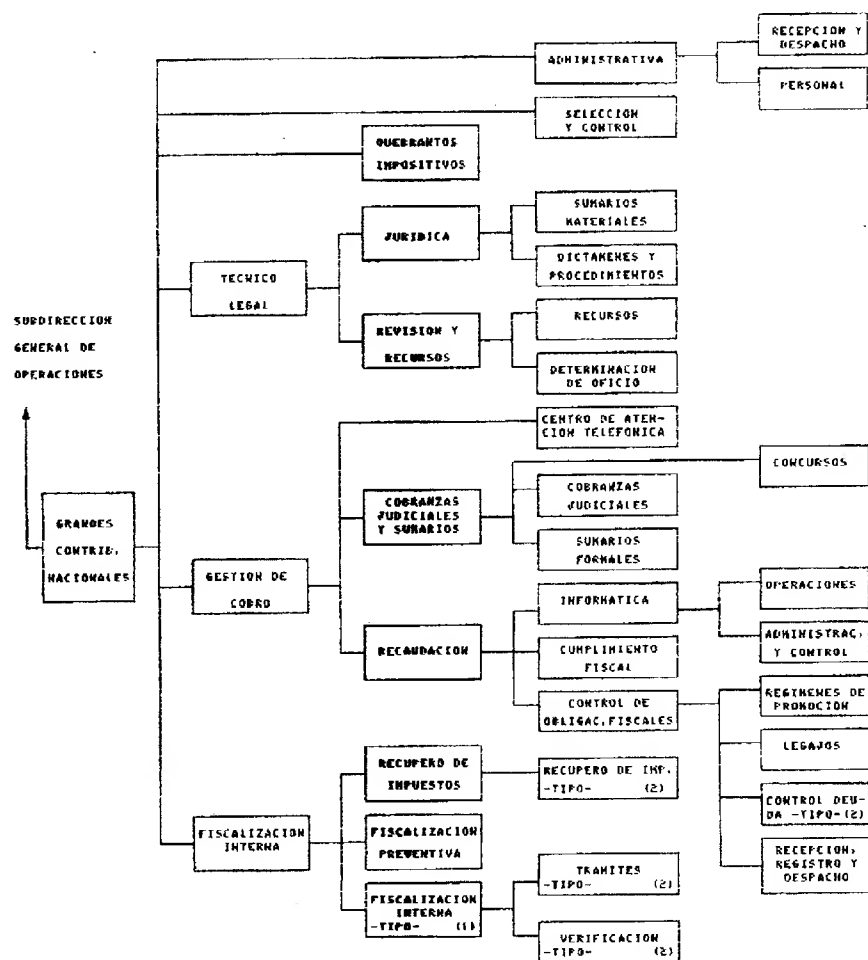 RECEPCION Y
DESPACHO
ADMINISTRATIVA
PERSONAL
SELECCION
Y CONTROL
QUEBRANTOS
IMPOSITIVOS
SUMARIOS
MATERIALES
JURIDICA
DICTAMENES Y
PROCEDIMIENTOS
TECNICO
LEGAL
RECURSOS
REVISION Y
RECURSOS
DETERMINACION
DE OFICIO
SUBDIRECCION
GENERAL DE
OPERACIONES
CENTRO DE ATEN-
CION TELEFONICA
CONCURSOS
COBRANZAS
JUDICIALES
Y SUMARIOS
COBRANZAS
JUDICIALES
SUMARIOS
FORMALES
GRANDES
CONTRIB.
NACIONALES
GESTION DE
COBRO
OPERACIONES
INFORMATICA
ADMINISTRAC.
Y CONTROL
RECAUDACION
CUMPLIMIENTO
FISCAL
CONTROL DE
OBLIGAC.FISCALES
REGIMENES DE
PROMOCION
LEGAJOS
CONTROL DEU-
DA -TIPO-(2)
RECEPCION,
REGISTRO Y
DESPACHO
RECUPERO DE
IMPUESTOS
RECUPERO DE IMP.
-TIPO- (2)
FISCALIZACION
INTERNA
FISCALIZACION
PREVENTIVA
FISCALIZACION
INTERNA
-TIPO- (1)
TRAMITES
-TIPO- (2)
VERIFICACION
-TIPO- (2)